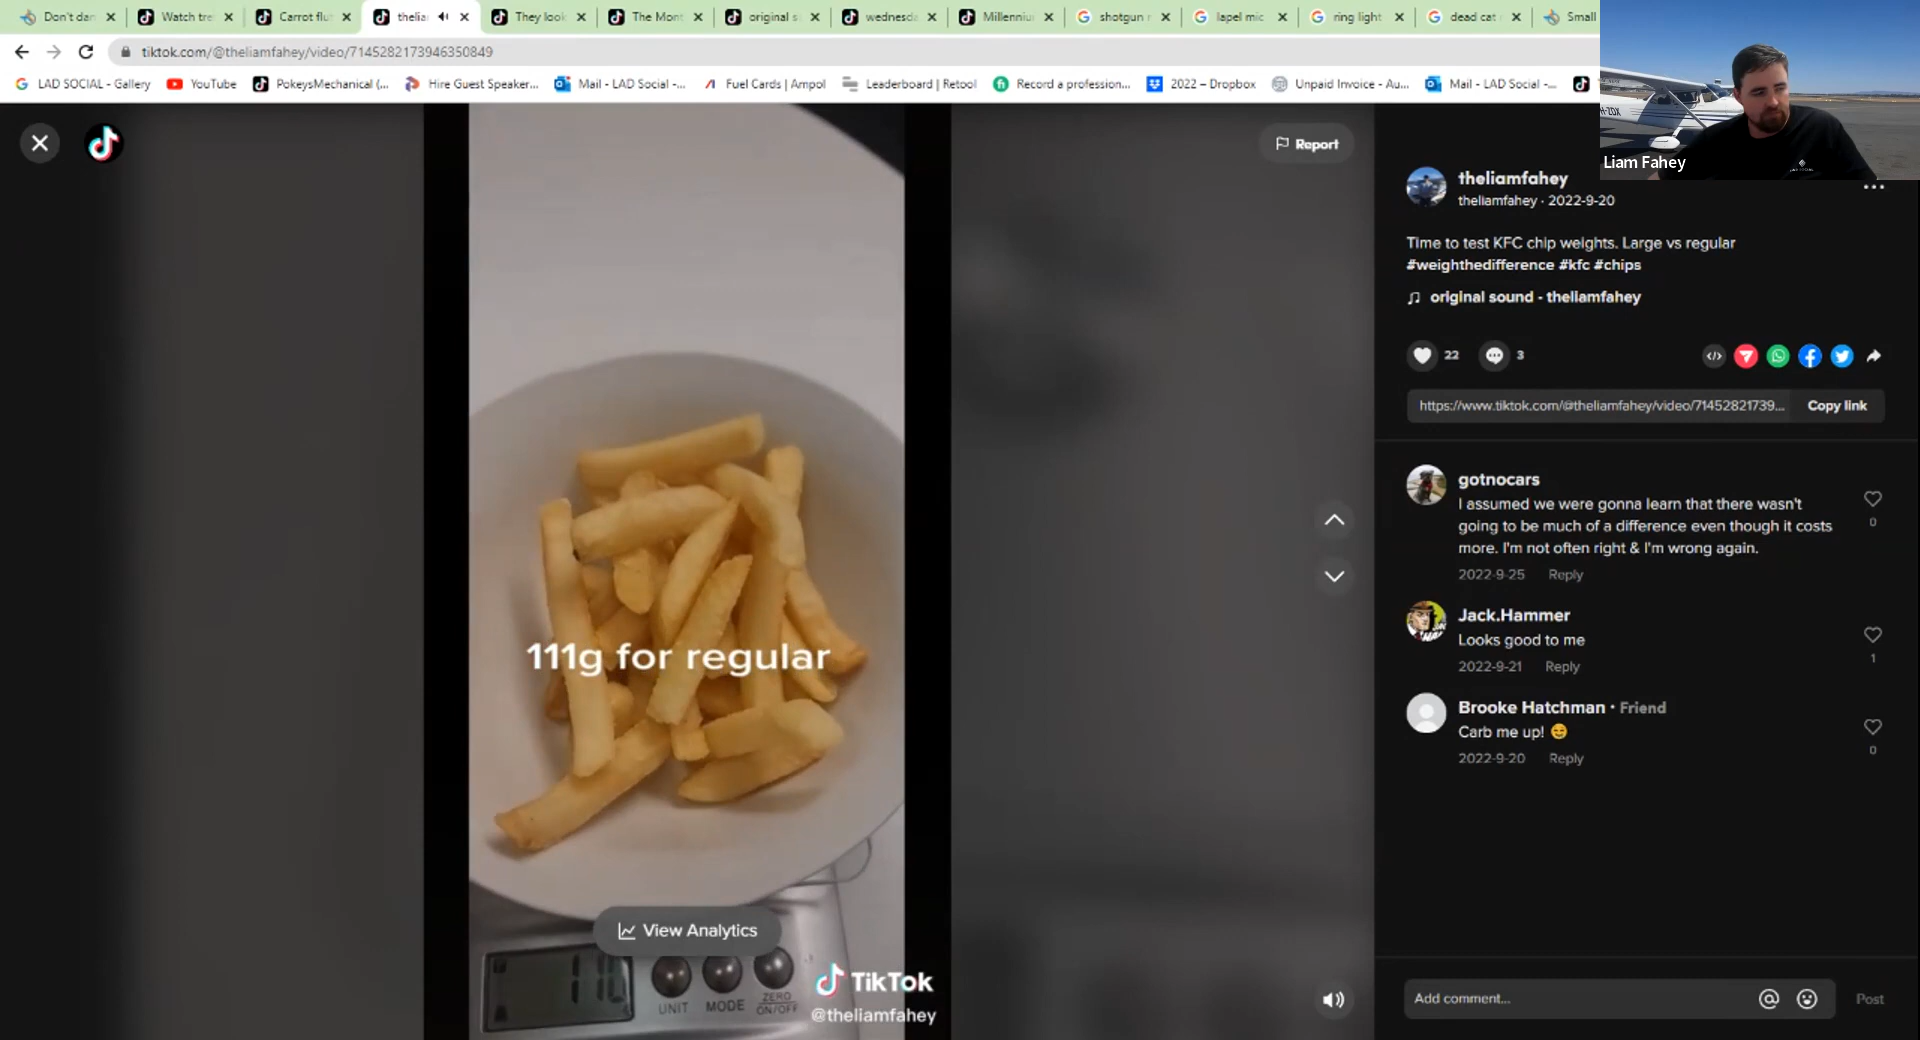 Don't dan
Watch tre
Carrot flu
thelia
They look
The Mont
original s
wednesda
Millenniu
shotgun
lapel mic
ring light
dead cat
Small
tiktok.com/@theliamfahey/video/7145282173946350849
LAD SOCIAL - Gallery
YouTube
PokeysMechanical (...
Hire Guest Speaker...
Mail - LAD Social -...
Fuel Cards | Ampol
Leaderboard | Retool
Record a profession...
2022 – Dropbox
Unpaid Invoice - Au...
Mail - LAD Social -...
Liam Fahey
Report
theliamfahey
theliamfahey · 2022-9-20
Time to test KFC chip weights. Large vs regular
#weighthedifference #kfc #chips
original sound - theliamfahey
22
3
https://www.tiktok.com/@theliamfahey/video/71452821739...
Copy link
gotnocars
I assumed we were gonna learn that there wasn't
going to be much of a difference even though it costs
more. I'm not often right & I'm wrong again.
2022-9-25 Reply
0
Jack.Hammer
Looks good to me
2022-9-21 Reply
1
Brooke Hatchman · Friend
Carb me up! 😊
2022-9-20 Reply
0
111g for regular
View Analytics
UNIT
MODE
ZERO
ON/OFF
TikTok
@theliamfahey
Add comment...
Post